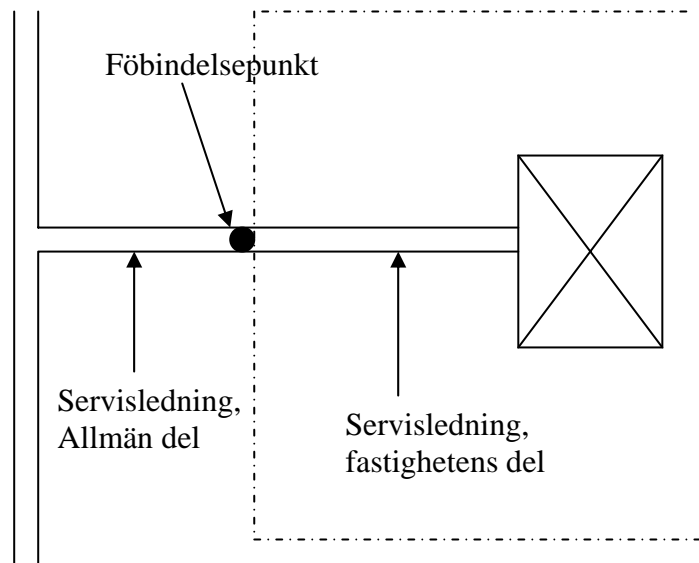 Föbindelsepunkt
Servisledning,
Allmän del
Servisledning,
fastighetens del